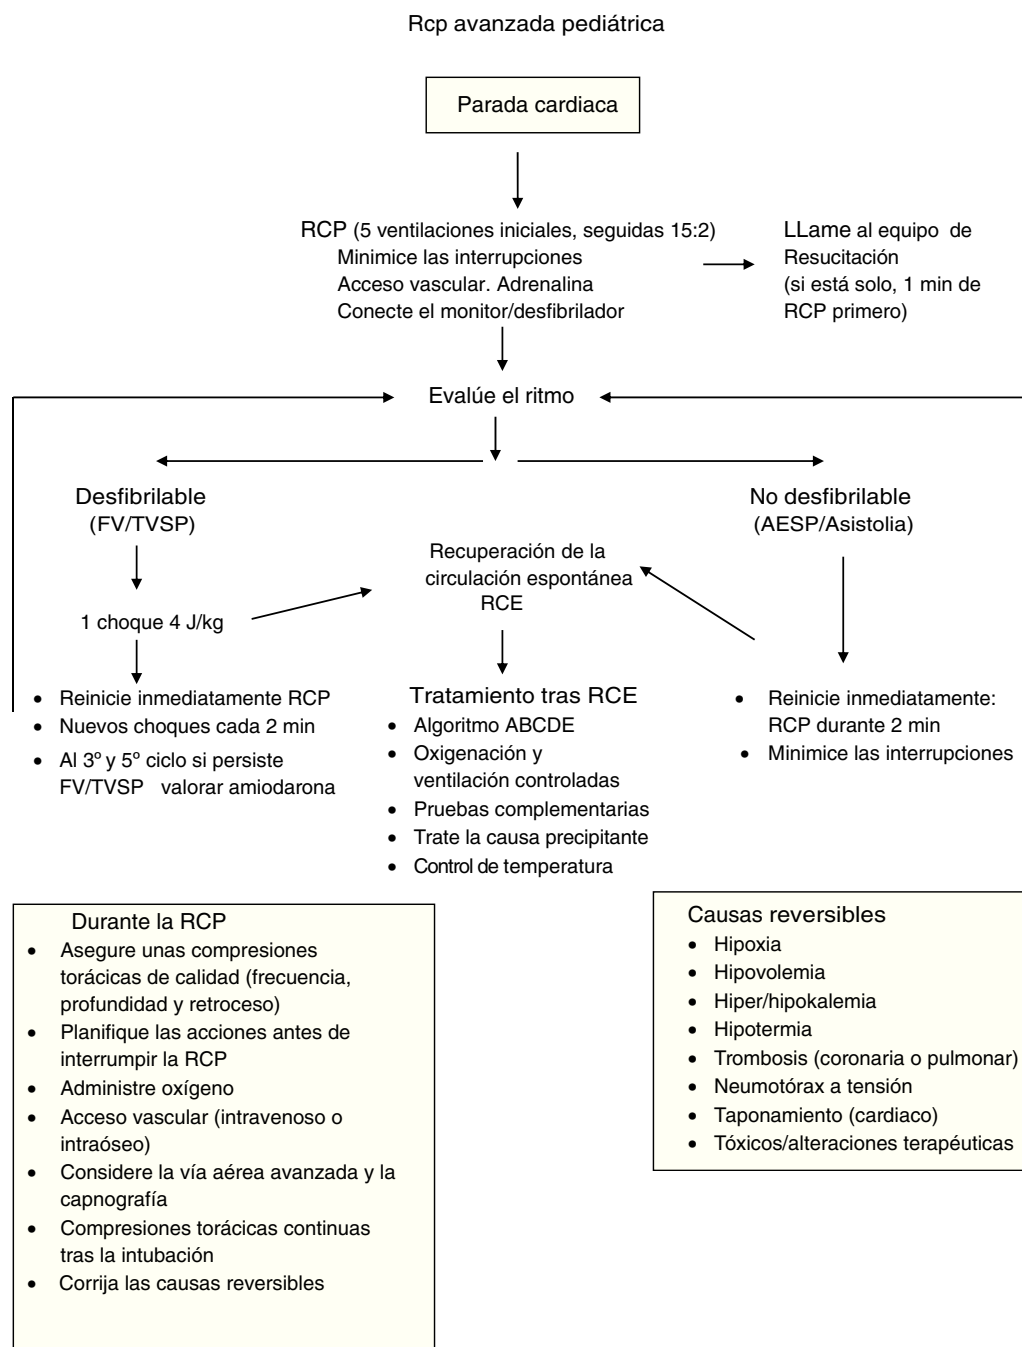 Rcp avanzada pediátrica
Parada cardiaca
RCP (5 ventilaciones iniciales, seguidas 15:2)
Minimice las interrupciones
Acceso vascular. Adrenalina
Conecte el monitor/desfibrilador
LLame al equipo de
Resucitación
(si está solo, 1 min de
RCP primero)
Evalúe el ritmo
Desfibrilable
(FV/TVSP)
No desfibrilable
(AESP/Asistolia)
Recuperación de la
circulación espontánea
RCE
1 choque 4 J/kg
• Reinicie inmediatamente RCP
• Nuevos choques cada 2 min
• Al 3º y 5º ciclo si persiste
FV/TVSP valorar amiodarona
Tratamiento tras RCE
• Algoritmo ABCDE
• Oxigenación y
ventilación controladas
• Pruebas complementarias
• Trate la causa precipitante
• Control de temperatura
• Reinicie inmediatamente:
RCP durante 2 min
• Minimice las interrupciones
Durante la RCP
• Asegure unas compresiones
torácicas de calidad (frecuencia,
profundidad y retroceso)
• Planifique las acciones antes de
interrumpir la RCP
• Administre oxígeno
• Acceso vascular (intravenoso o
intraóseo)
• Considere la vía aérea avanzada y la
capnografía
• Compresiones torácicas continuas
tras la intubación
• Corrija las causas reversibles
Causas reversibles
• Hipoxia
• Hipovolemia
• Hiper/hipokalemia
• Hipotermia
• Trombosis (coronaria o pulmonar)
• Neumotórax a tensión
• Taponamiento (cardiaco)
• Tóxicos/alteraciones terapéuticas